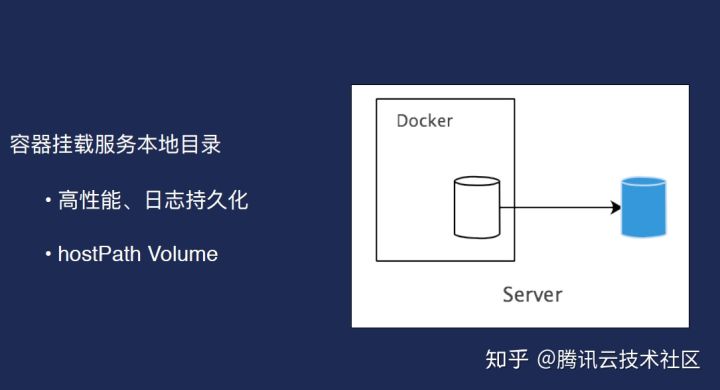 容器挂载服务本地目录
• 高性能、日志持久化
• hostPath Volume
Docker
Server
知乎 @腾讯云技术社区